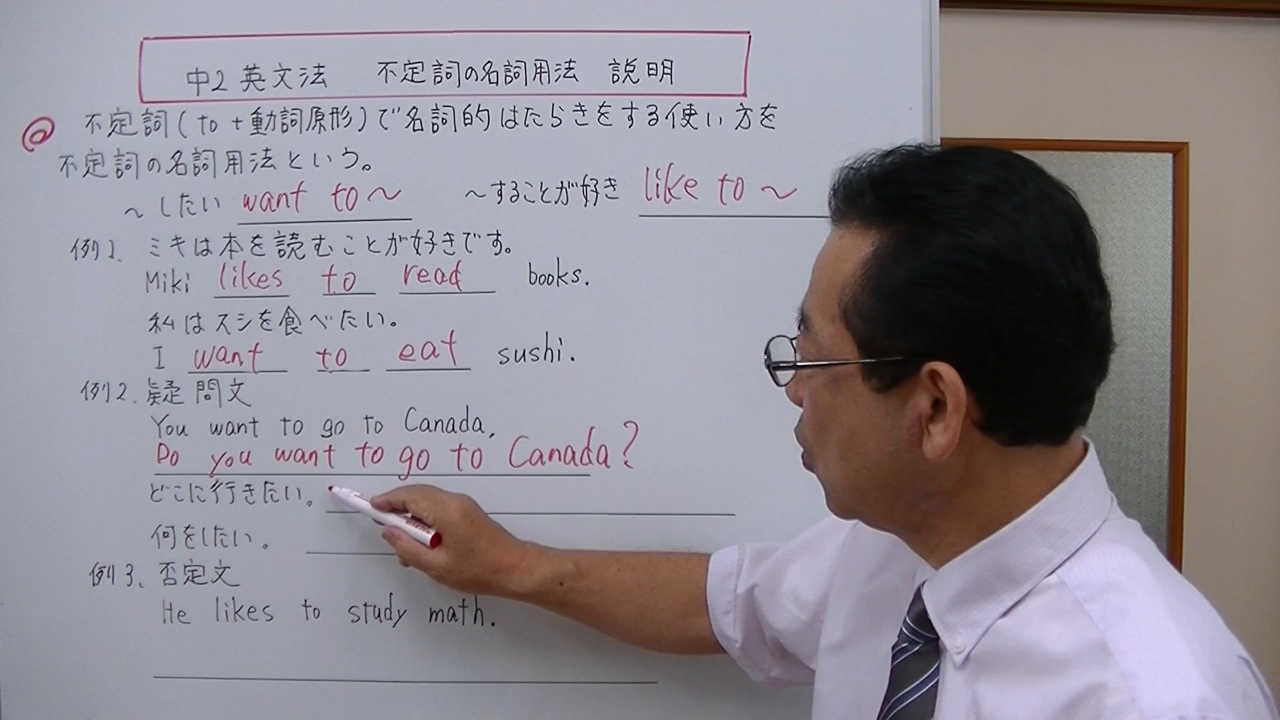 中2 英文法 不定詞の名詞用法 説明
@ 不定詞(to+動詞原形)で名詞的はたらきをする使い方を
不定詞の名詞用法という。
～したい want to～ ～することが好き like to～
例1. ミキは本を読むことが好きです。
Miki likes to read books.
私はスシを食べたい。
I want to eat sushi.
例2. 疑問文
You want to go to Canada.
Do you want to go to Canada?
どこに行きたい。
何をしたい。
例3. 否定文
He likes to study math.